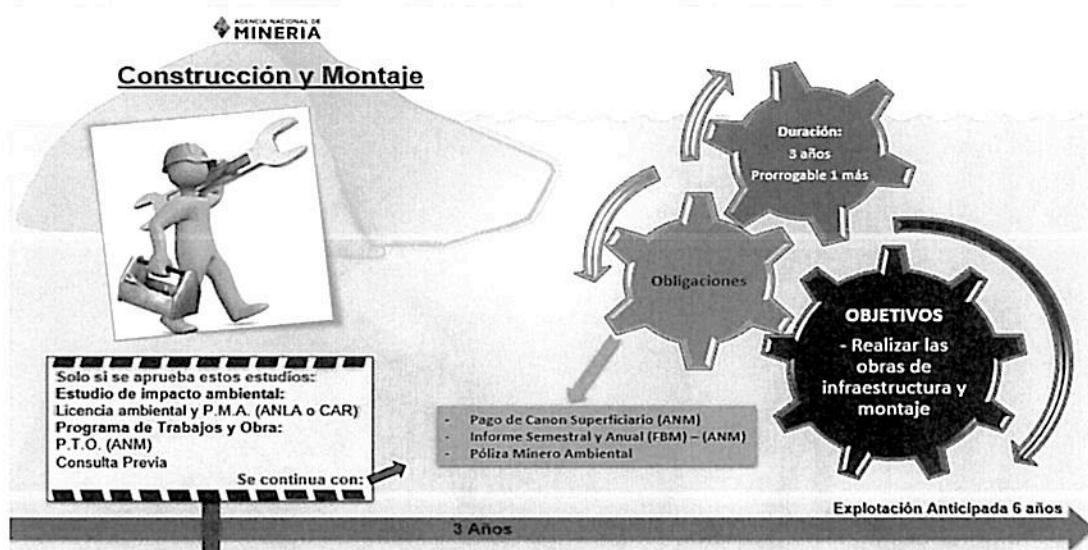 AGENCIA NACIONAL DE
MINERIA
Construcción y Montaje
Duración:
3 años
Prorrogable 1 más
Obligaciones
OBJETIVOS
- Realizar las
obras de
infraestructura y
montaje
Solo si se aprueba estos estudios:
Estudio de impacto ambiental:
Licencia ambiental y P.M.A. (ANLA o CAR)
Programa de Trabajos y Obra:
P.T.O. (ANM)
Consulta Previa
Se continua con:
- Pago de Canon Superficiario (ANM)
- Informe Semestral y Anual (FBM) – (ANM)
- Póliza Minero Ambiental
Explotación Anticipada 6 años
3 Años